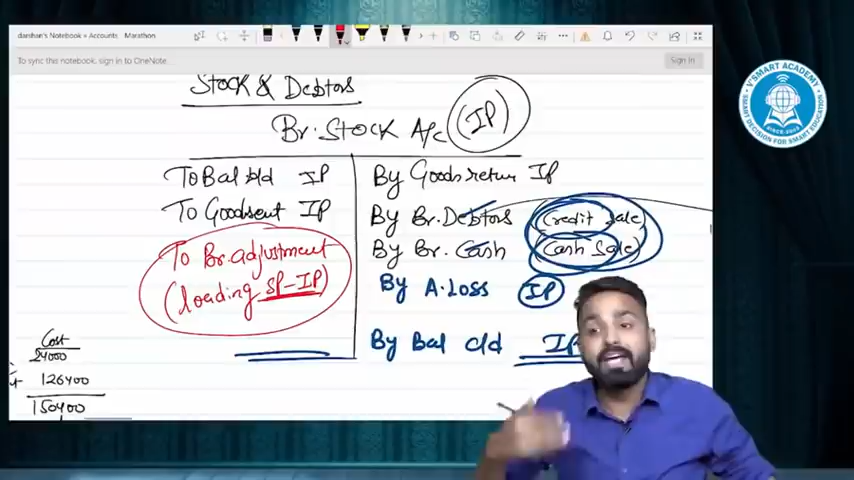 darshan's Notebook » Accounts Marathon
To sync this notebook, sign in to OneNote...
Sign In
Stock & Debtors
Br. Stock A/c (IP)
To Bal b/d IP
By Goods return IP
To Goodsent IP
By Br. Debtors (Credit Sale)
To Br. adjustment
By Br. Cash (Cash Sale)
(loading SP-IP)
By A. Loss IP
By Bal c/d IP
Cost
24000
+ 126400
150400
V'SMART ACADEMY
SINCE-2005
SMART DECISION FOR SMART EDUCATION